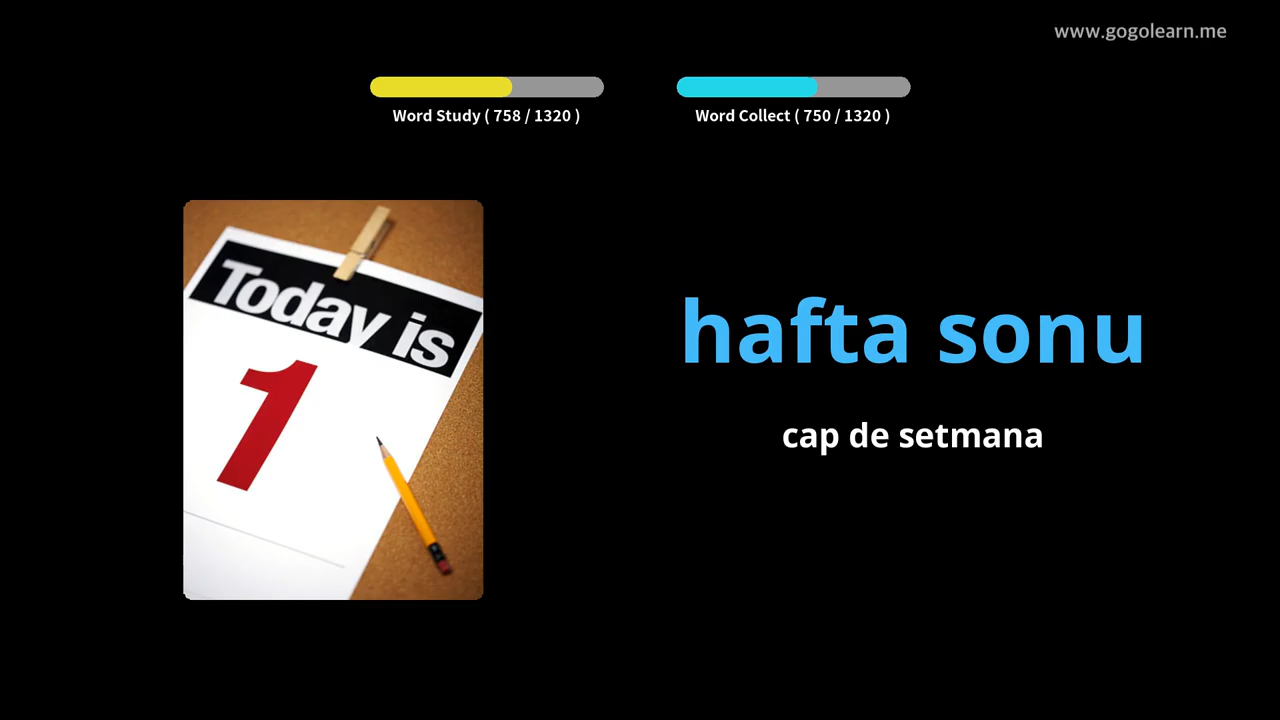 www.gogolearn.me
Word Study ( 758 / 1320 )
Word Collect ( 750 / 1320 )
Today is
1
hafta sonu
cap de setmana